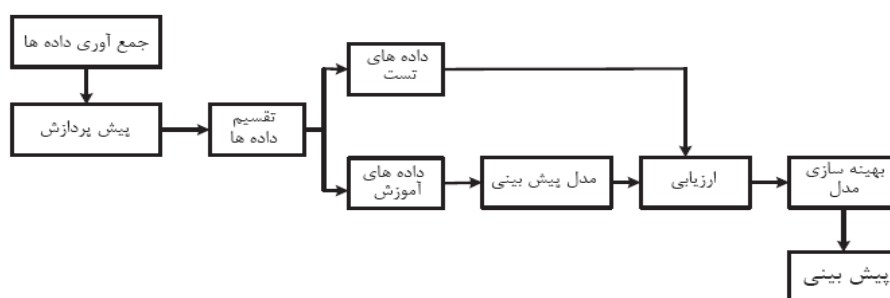 جمع آوری داده ها
پیش پردازش
تقسیم
داده ها
داده های
تست
داده های
آموزش
مدل پیش بینی
ارزیابی
بهینه سازی
مدل
پیش بینی